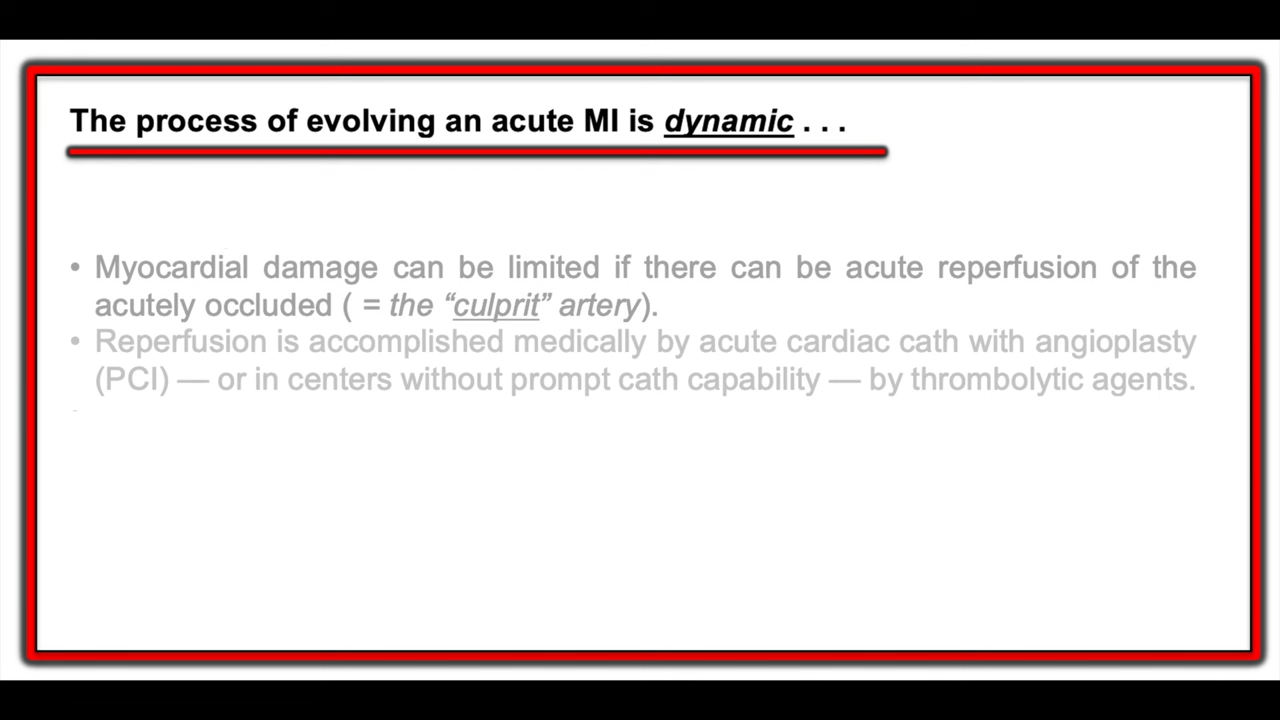 The process of evolving an acute MI is dynamic . . .
• Myocardial damage can be limited if there can be acute reperfusion of the
acutely occluded ( = the “culprit” artery).
• Reperfusion is accomplished medically by acute cardiac cath with angioplasty
(PCI) — or in centers without prompt cath capability — by thrombolytic agents.